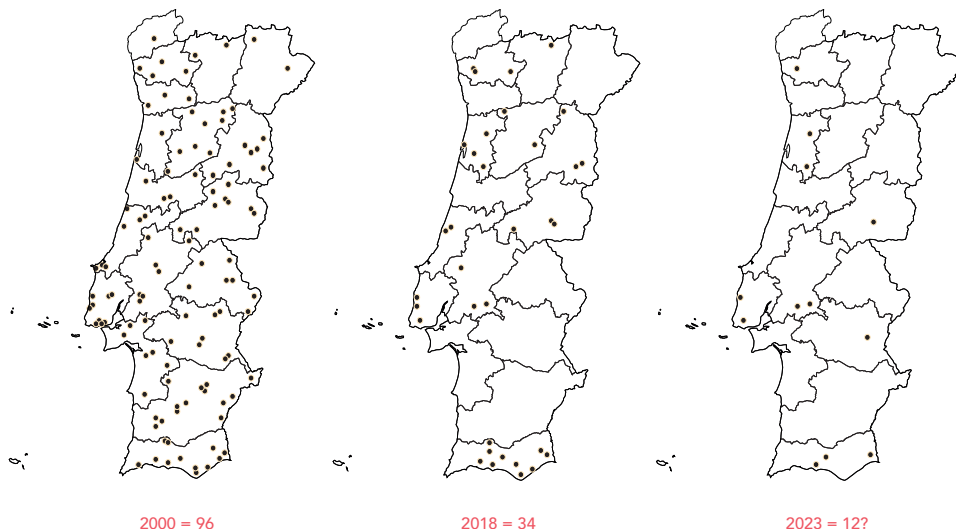 2000 = 96
2018 = 34
2023 = 12?